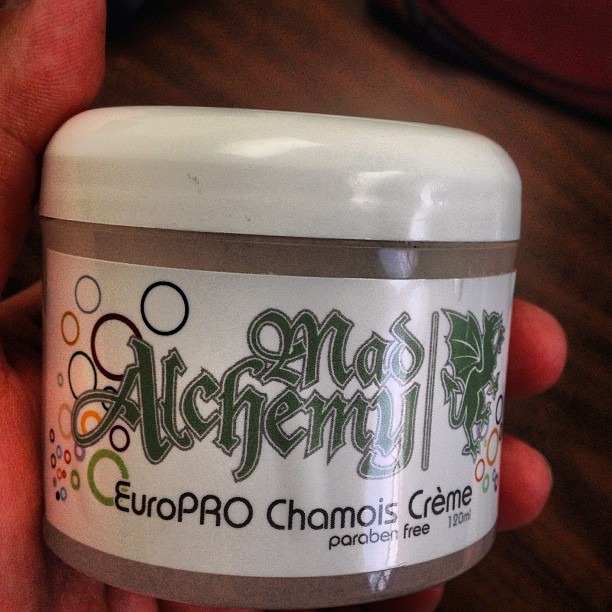 Mad
Alchemy
EuroPRO Chamois Crème
paraben free 120ml